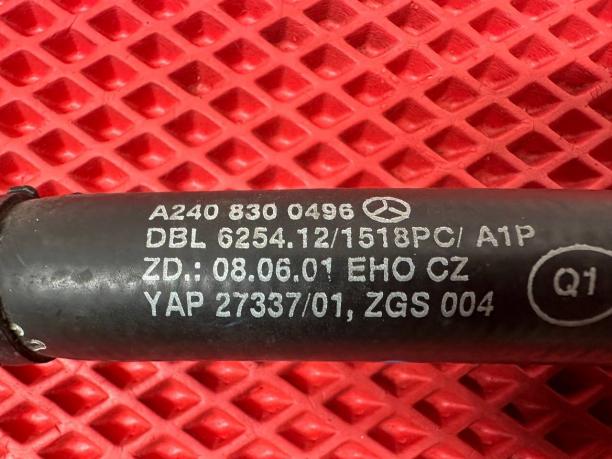 A240 830 0496
DBL 6254.12/1518PC/ A1P
ZD.: 08.06.01 EHO CZ
YAP 27337/01, ZGS 004
Q1